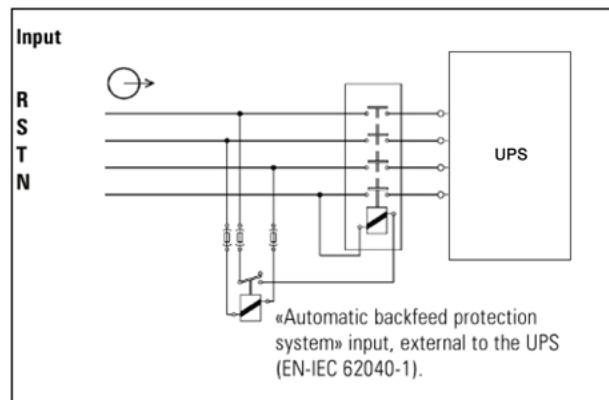 Input
R
S
T
N
UPS
«Automatic backfeed protection
system» input, external to the UPS
(EN-IEC 62040-1).